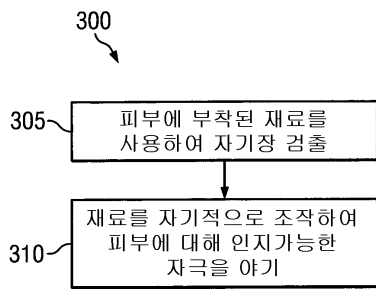 300
305
피부에 부착된 재료를
사용하여 자기장 검출
재료를 자기적으로 조작하여
310
피부에 대해 인지가능한
자극을 야기